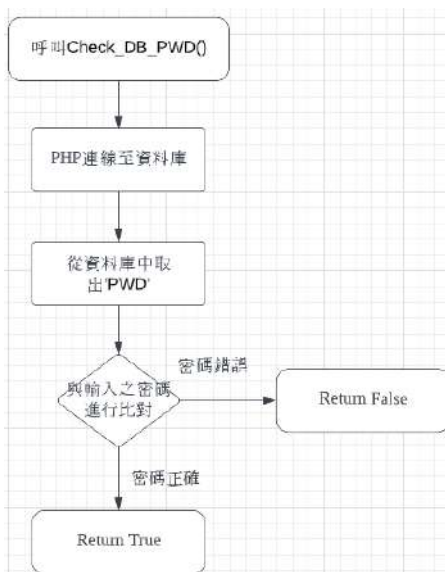 呼叫Check_DB_PWD()
PHP連線至資料庫
從資料庫中取
出'PWD'
密碼錯誤
與輸入之密碼
進行比對
Return False
密碼正確
Return True